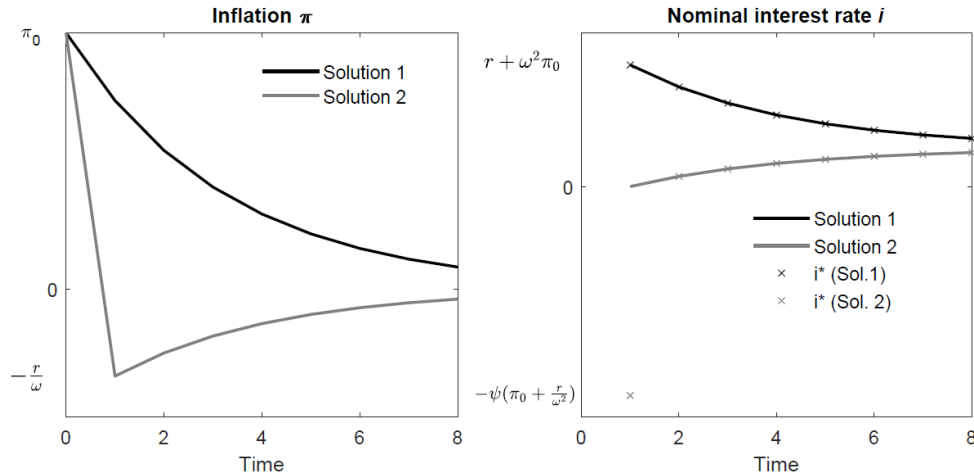 Inflation π
π₀
0
−r/ω
Solution 1
Solution 2
0 2 4 6 8
Time
Nominal interest rate i
r + ω²π₀
0
−ψ(π₀ + r/ω²)
Solution 1
Solution 2
i* (Sol.1)
i* (Sol. 2)
0 2 4 6 8
Time